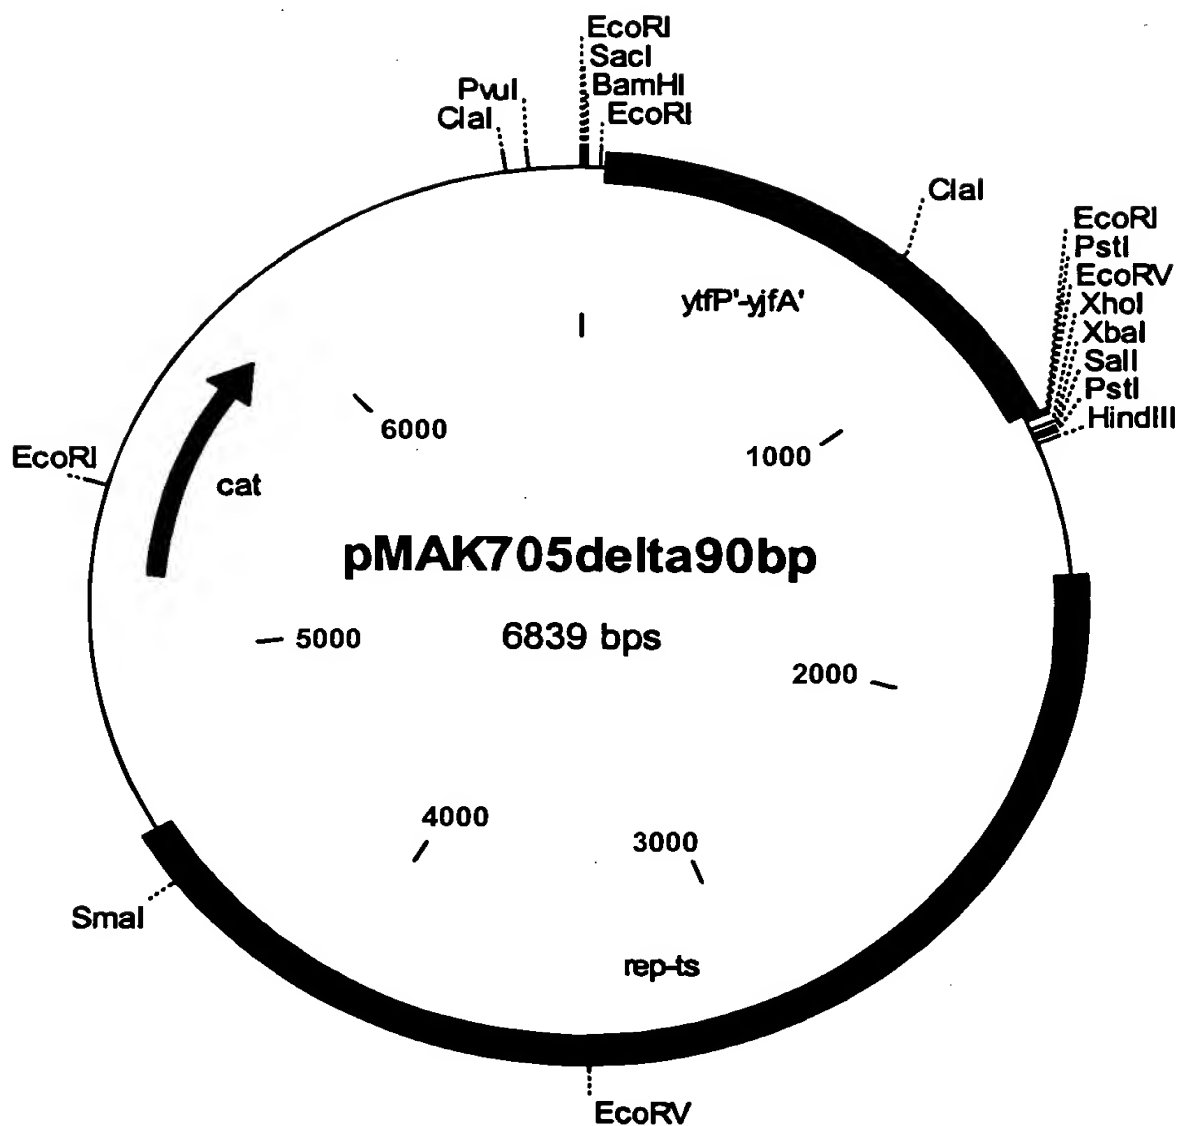 EcoRI
SacI
BamHI
EcoRI
PvuI
ClaI
ClaI
EcoRI
PstI
EcoRV
XhoI
XbaI
SalI
PstI
HindIII
ytfP'-yjfA'
6000
1000
EcoRI
cat
pMAK705delta90bp
6839 bps
5000
2000
4000
3000
SmaI
rep-ts
EcoRV